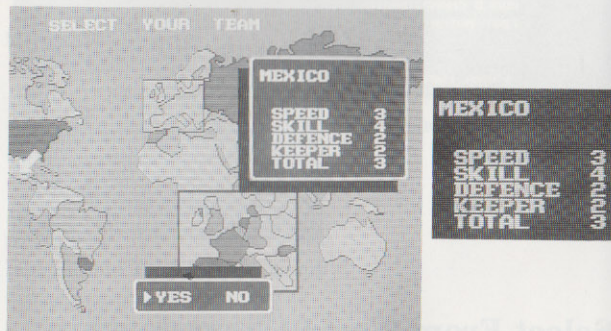 SELECT YOUR TEAM
MEXICO
SPEED 3
SKILL 4
DEFENCE 2
KEEPER 2
TOTAL 3
▶YES NO
MEXICO
SPEED 3
SKILL 4
DEFENCE 2
KEEPER 2
TOTAL 3